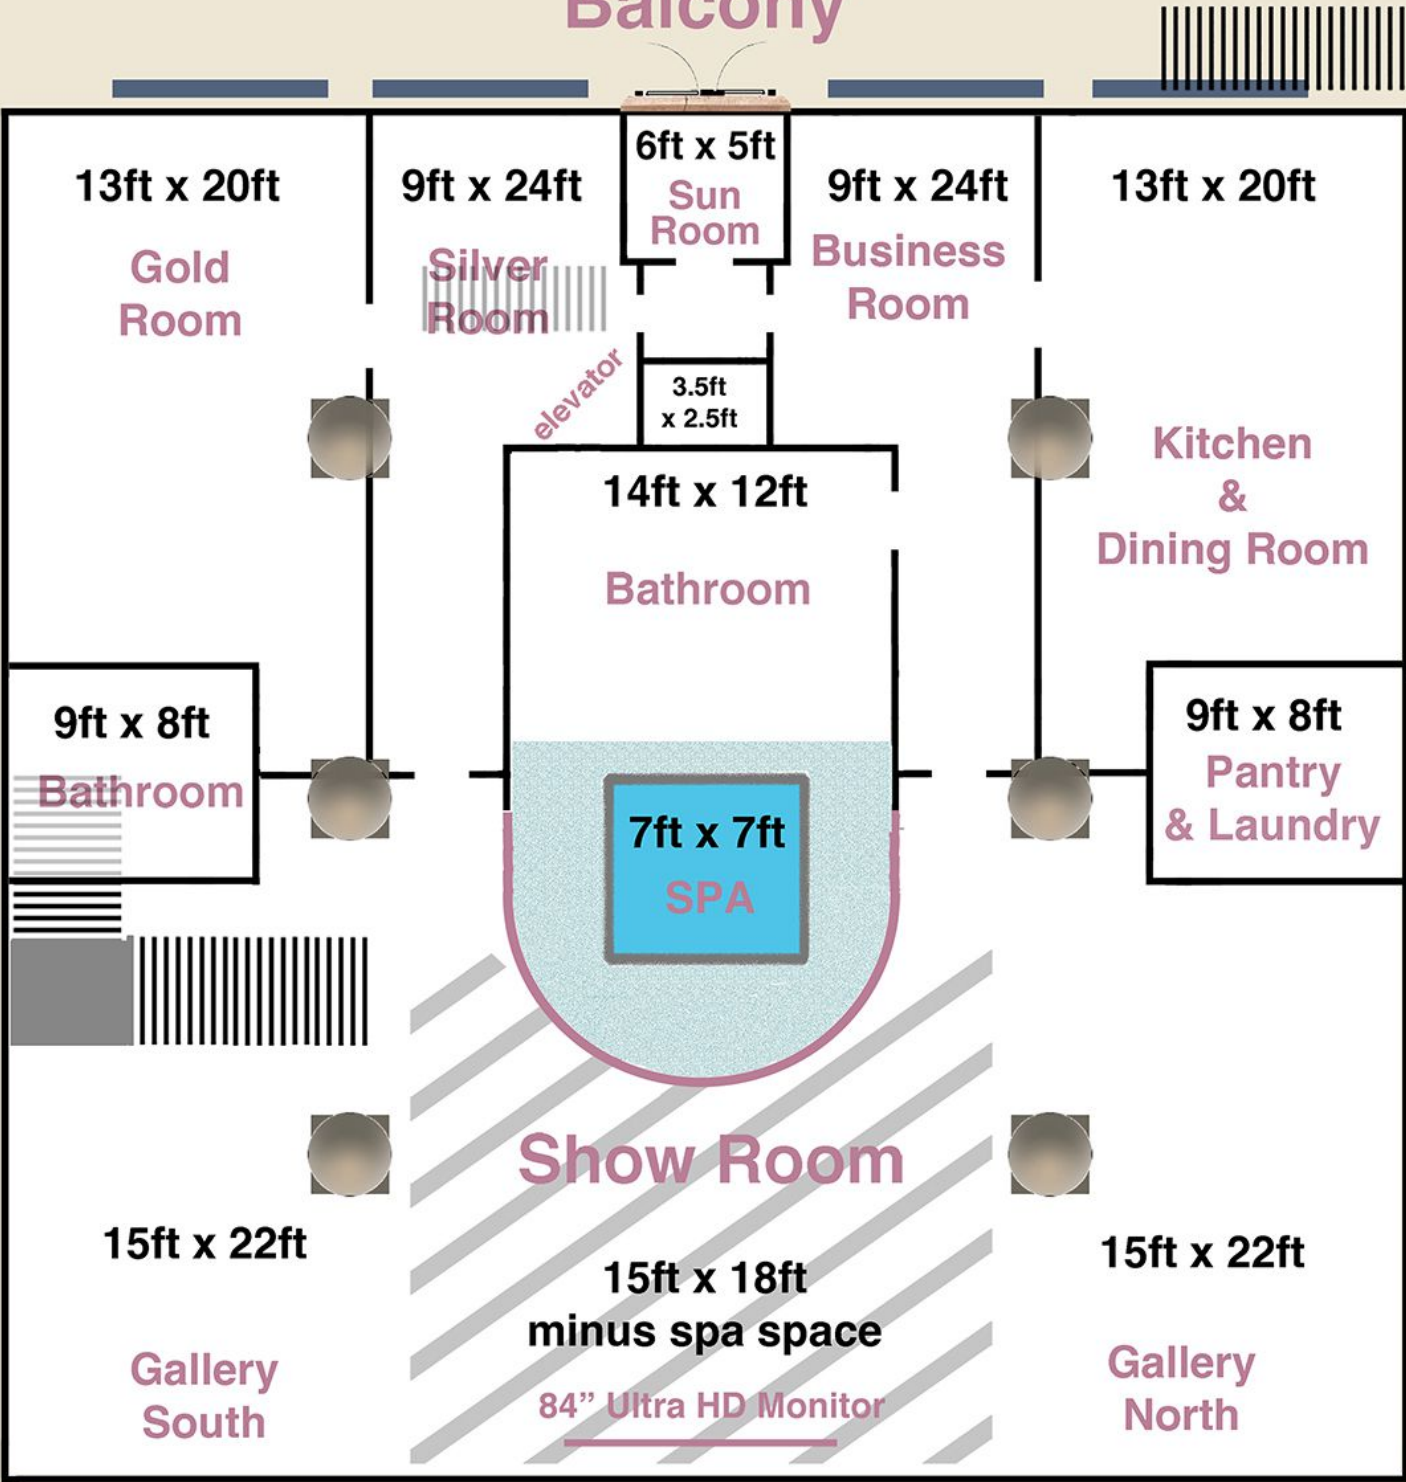 Balcony
13ft x 20ft
Gold
Room
9ft x 24ft
Silver
Room
elevator
6ft x 5ft
Sun
Room
3.5ft
x 2.5ft
9ft x 24ft
Business
Room
13ft x 20ft
Kitchen
&
Dining Room
14ft x 12ft
Bathroom
9ft x 8ft
Bathroom
9ft x 8ft
Pantry
& Laundry
7ft x 7ft
SPA
Show Room
15ft x 18ft
minus spa space
84” Ultra HD Monitor
15ft x 22ft
Gallery
South
15ft x 22ft
Gallery
North